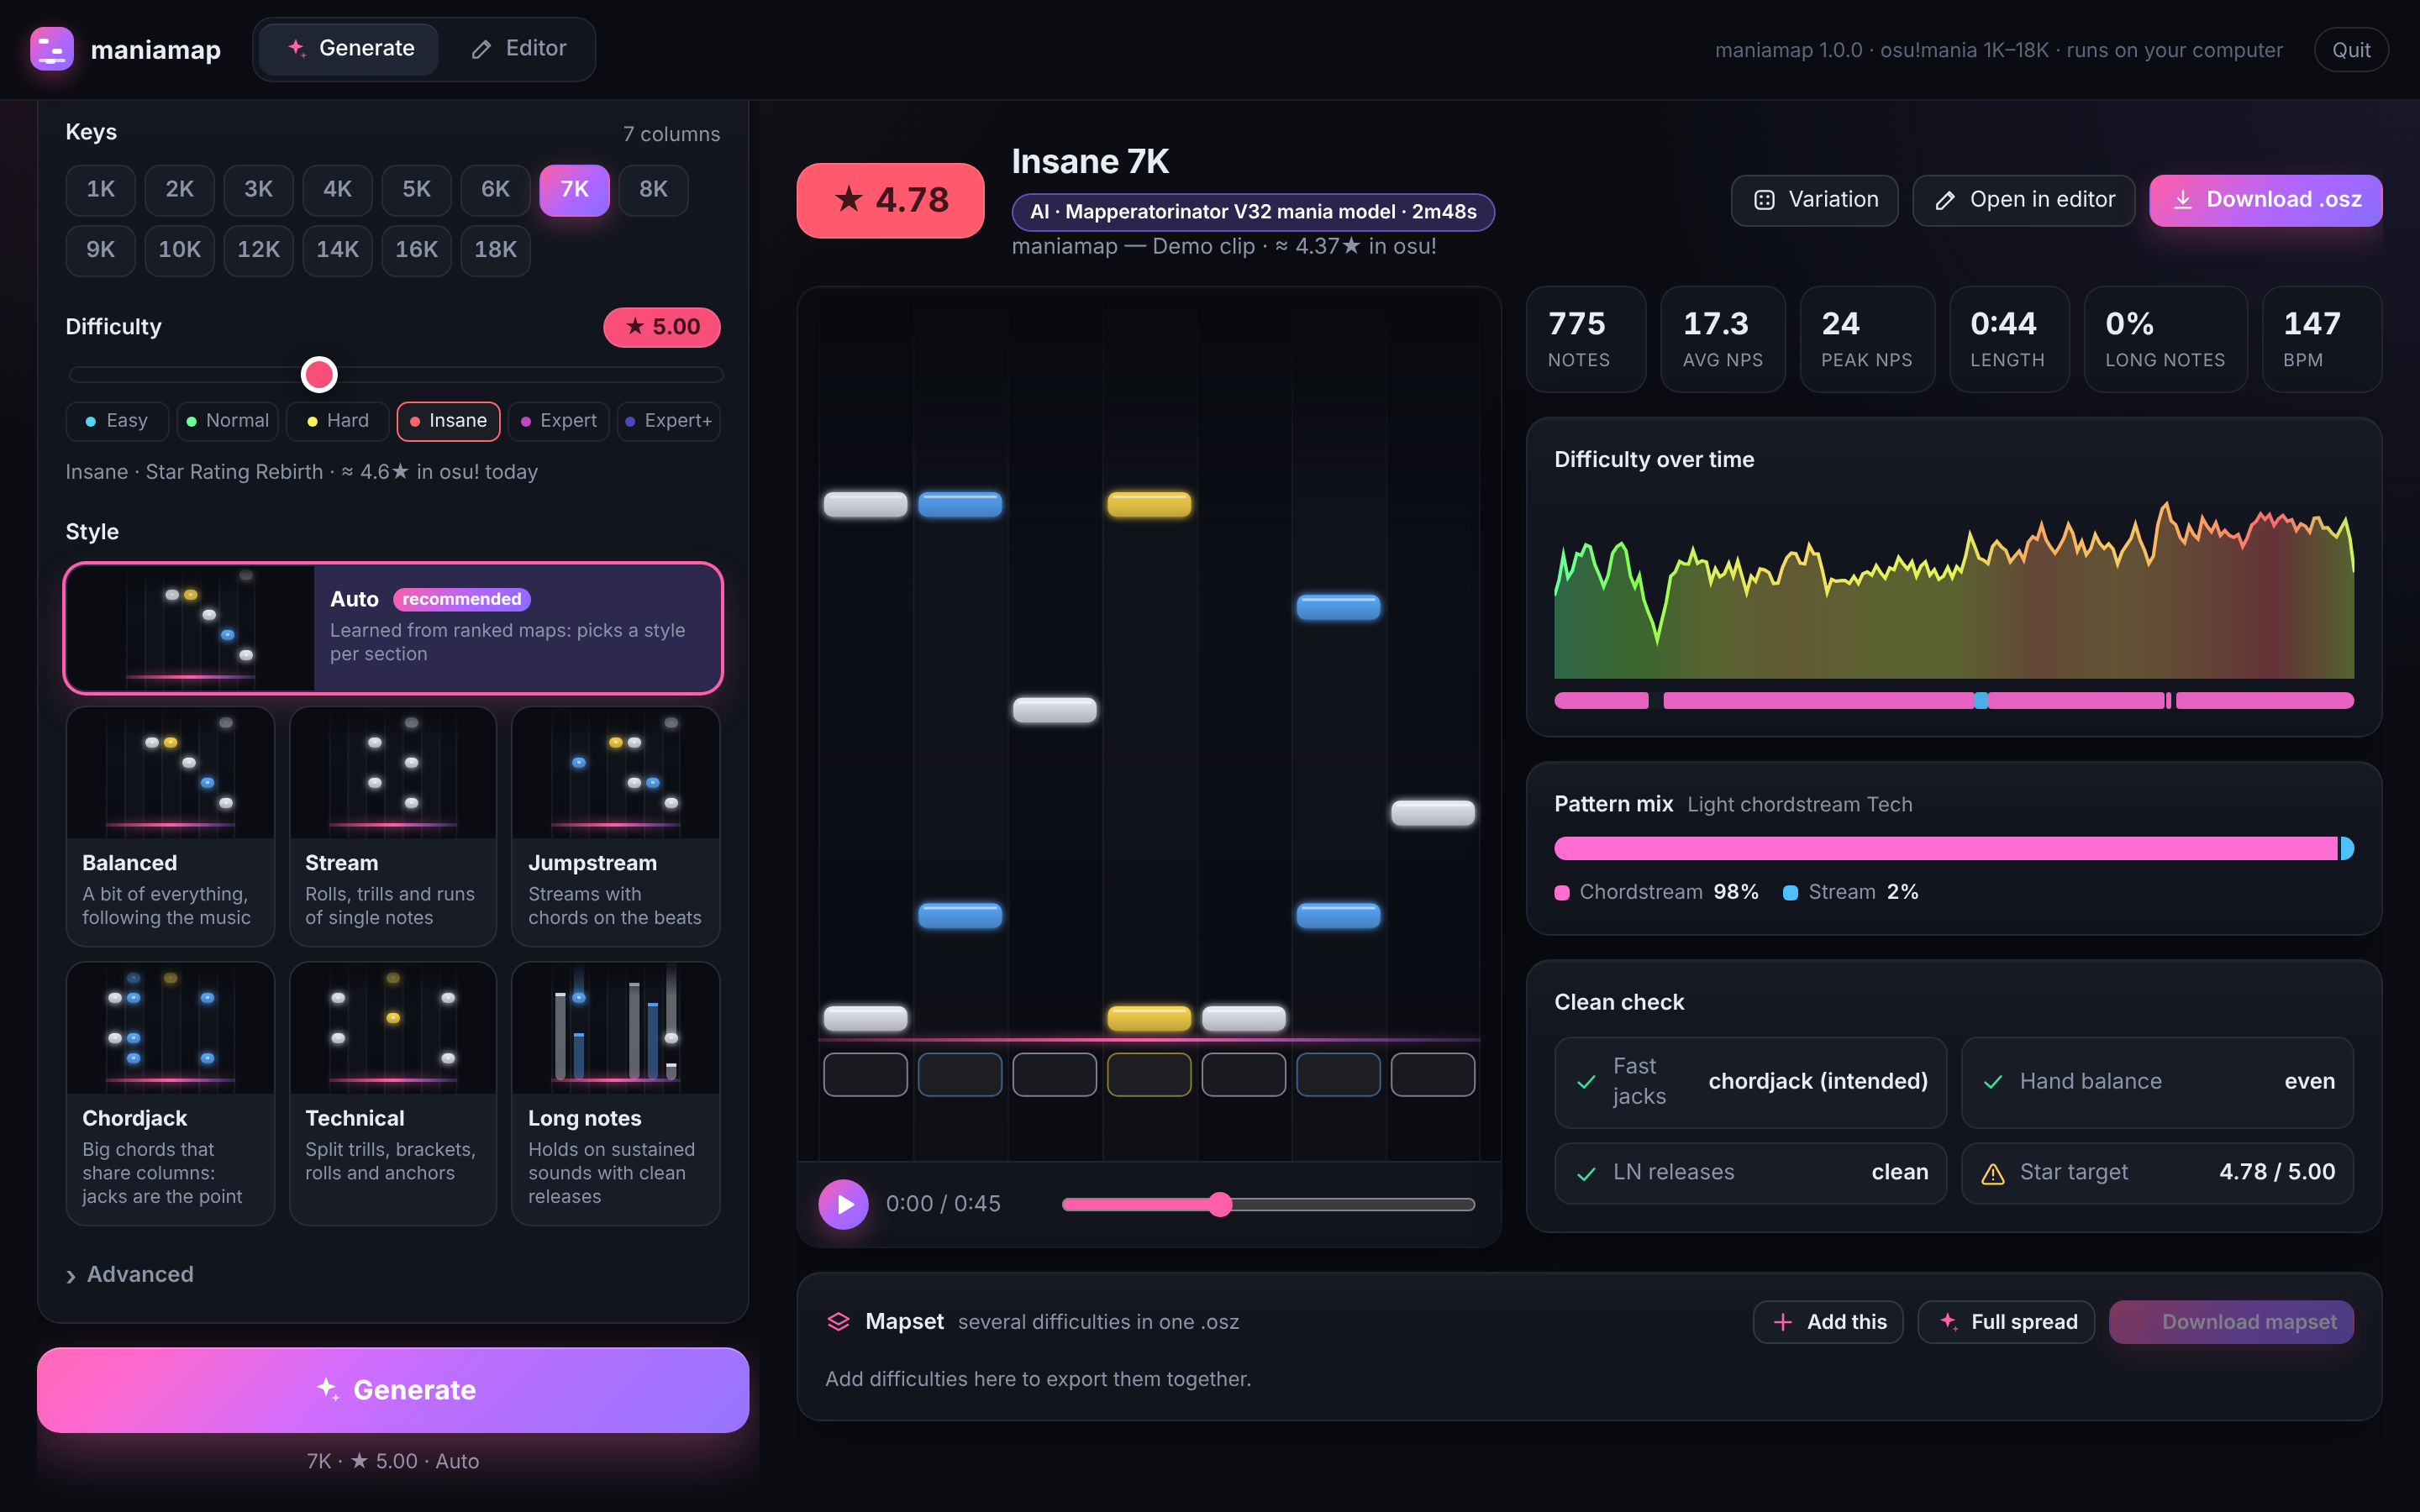 maniamap
Generate
Editor
maniamap 1.0.0 · osu!mania 1K–18K · runs on your computer
Quit
Keys
7 columns
1K 2K 3K 4K 5K 6K 7K 8K
9K 10K 12K 14K 16K 18K
Difficulty
★ 5.00
Easy Normal Hard Insane Expert Expert+
Insane · Star Rating Rebirth · ≈ 4.6★ in osu! today
Style
Auto recommended
Learned from ranked maps: picks a style
per section
Balanced
A bit of everything,
following the music
Stream
Rolls, trills and runs
of single notes
Jumpstream
Streams with
chords on the beats
Chordjack
Big chords that
share columns:
jacks are the point
Technical
Split trills, brackets,
rolls and anchors
Long notes
Holds on sustained
sounds with clean
releases
› Advanced
Generate
7K · ★ 5.00 · Auto
★ 4.78
Insane 7K
AI · Mapperatorinator V32 mania model · 2m48s
maniamap — Demo clip · ≈ 4.37★ in osu!
Variation
Open in editor
Download .osz
0:00 / 0:45
775
NOTES
17.3
AVG NPS
24
PEAK NPS
0:44
LENGTH
0%
LONG NOTES
147
BPM
Difficulty over time
Pattern mix Light chordstream Tech
Chordstream 98% Stream 2%
Clean check
Fast
jacks
chordjack (intended)
Hand balance even
LN releases clean
Star target 4.78 / 5.00
Mapset several difficulties in one .osz
Add this
Full spread
Download mapset
Add difficulties here to export them together.